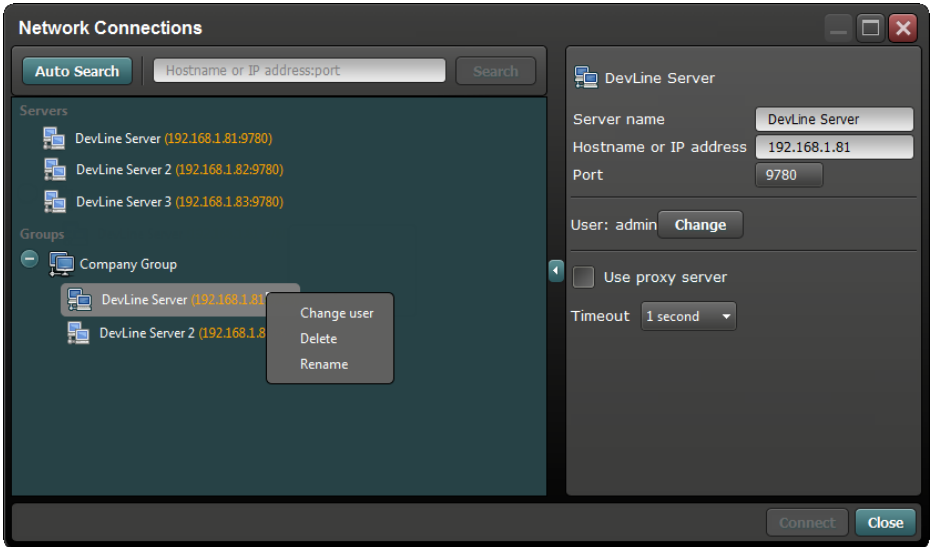 Network Connections
Auto Search
Hostname or IP address:port
Search
Servers
DevLine Server (192.168.1.81:9780)
DevLine Server 2 (192.168.1.82:9780)
DevLine Server 3 (192.168.1.83:9780)
Groups
Company Group
DevLine Server (192.168.1.81
DevLine Server 2 (192.168.1.8
Change user
Delete
Rename
DevLine Server
Server name DevLine Server
Hostname or IP address 192.168.1.81
Port 9780
User: admin Change
Use proxy server
Timeout 1 second
Connect Close